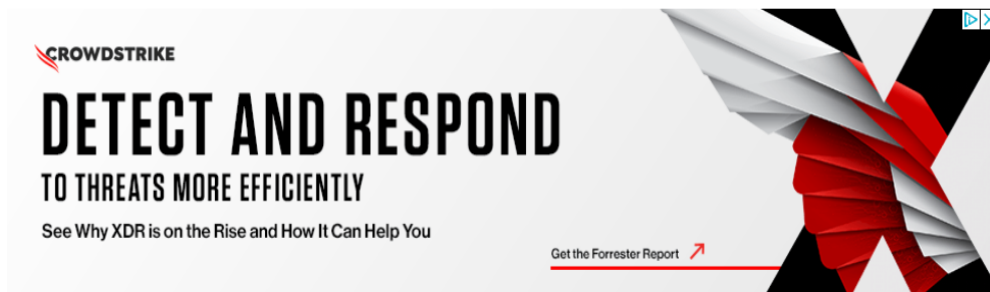 CROWDSTRIKE
DETECT AND RESPOND
TO THREATS MORE EFFICIENTLY
See Why XDR is on the Rise and How It Can Help You
Get the Forrester Report